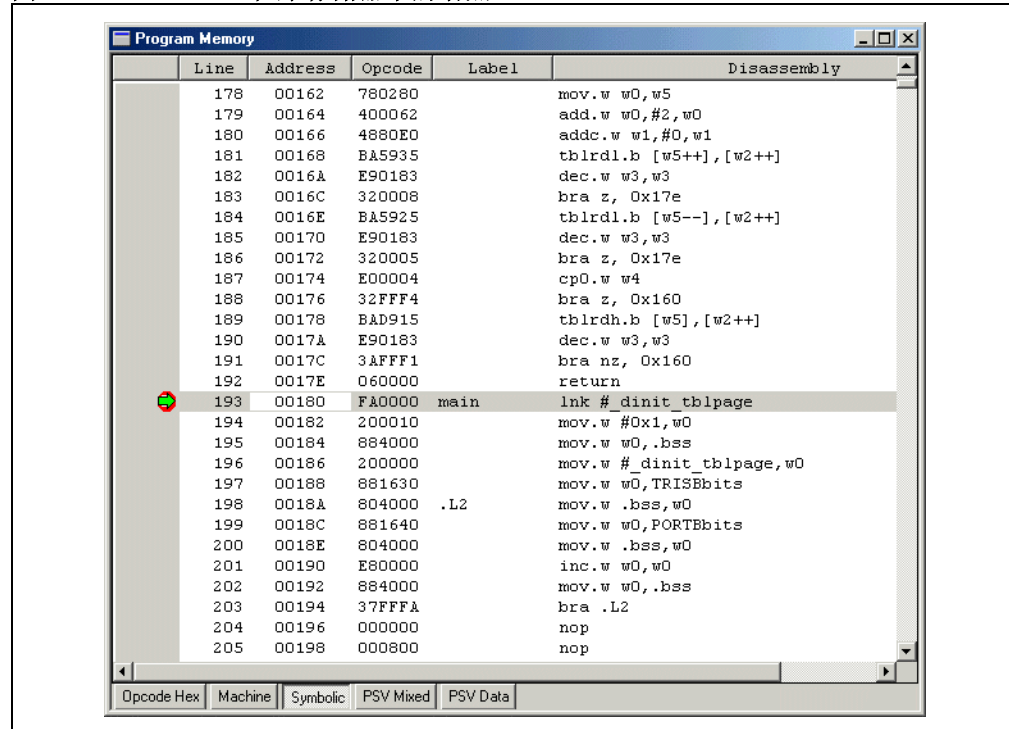 Program Memory
Line Address Opcode Label Disassembly
178 00162 780280 mov.w w0,w5
179 00164 400062 add.w w0,#2,w0
180 00166 4880E0 addc.w w1,#0,w1
181 00168 BA5935 tblrdl.b [w5++],[w2++]
182 0016A E90183 dec.w w3,w3
183 0016C 320008 bra z, 0x17e
184 0016E BA5925 tblrdl.b [w5--],[w2++]
185 00170 E90183 dec.w w3,w3
186 00172 320005 bra z, 0x17e
187 00174 E00004 cp0.w w4
188 00176 32FFF4 bra z, 0x160
189 00178 BAD915 tblrdh.b [w5],[w2++]
190 0017A E90183 dec.w w3,w3
191 0017C 3AFFF1 bra nz, 0x160
192 0017E 060000 return
193 00180 FA0000 main lnk #_dinit_tblpage
194 00182 200010 mov.w #0x1,w0
195 00184 884000 mov.w w0,.bss
196 00186 200000 mov.w #_dinit_tblpage,w0
197 00188 881630 mov.w w0,TRISBbits
198 0018A 804000 .L2 mov.w .bss,w0
199 0018C 881640 mov.w w0,PORTBbits
200 0018E 804000 mov.w .bss,w0
201 00190 E80000 inc.w w0,w0
202 00192 884000 mov.w w0,.bss
203 00194 37FFFA bra .L2
204 00196 000000 nop
205 00198 000800 nop
Opcode Hex Machine Symbolic PSV Mixed PSV Data